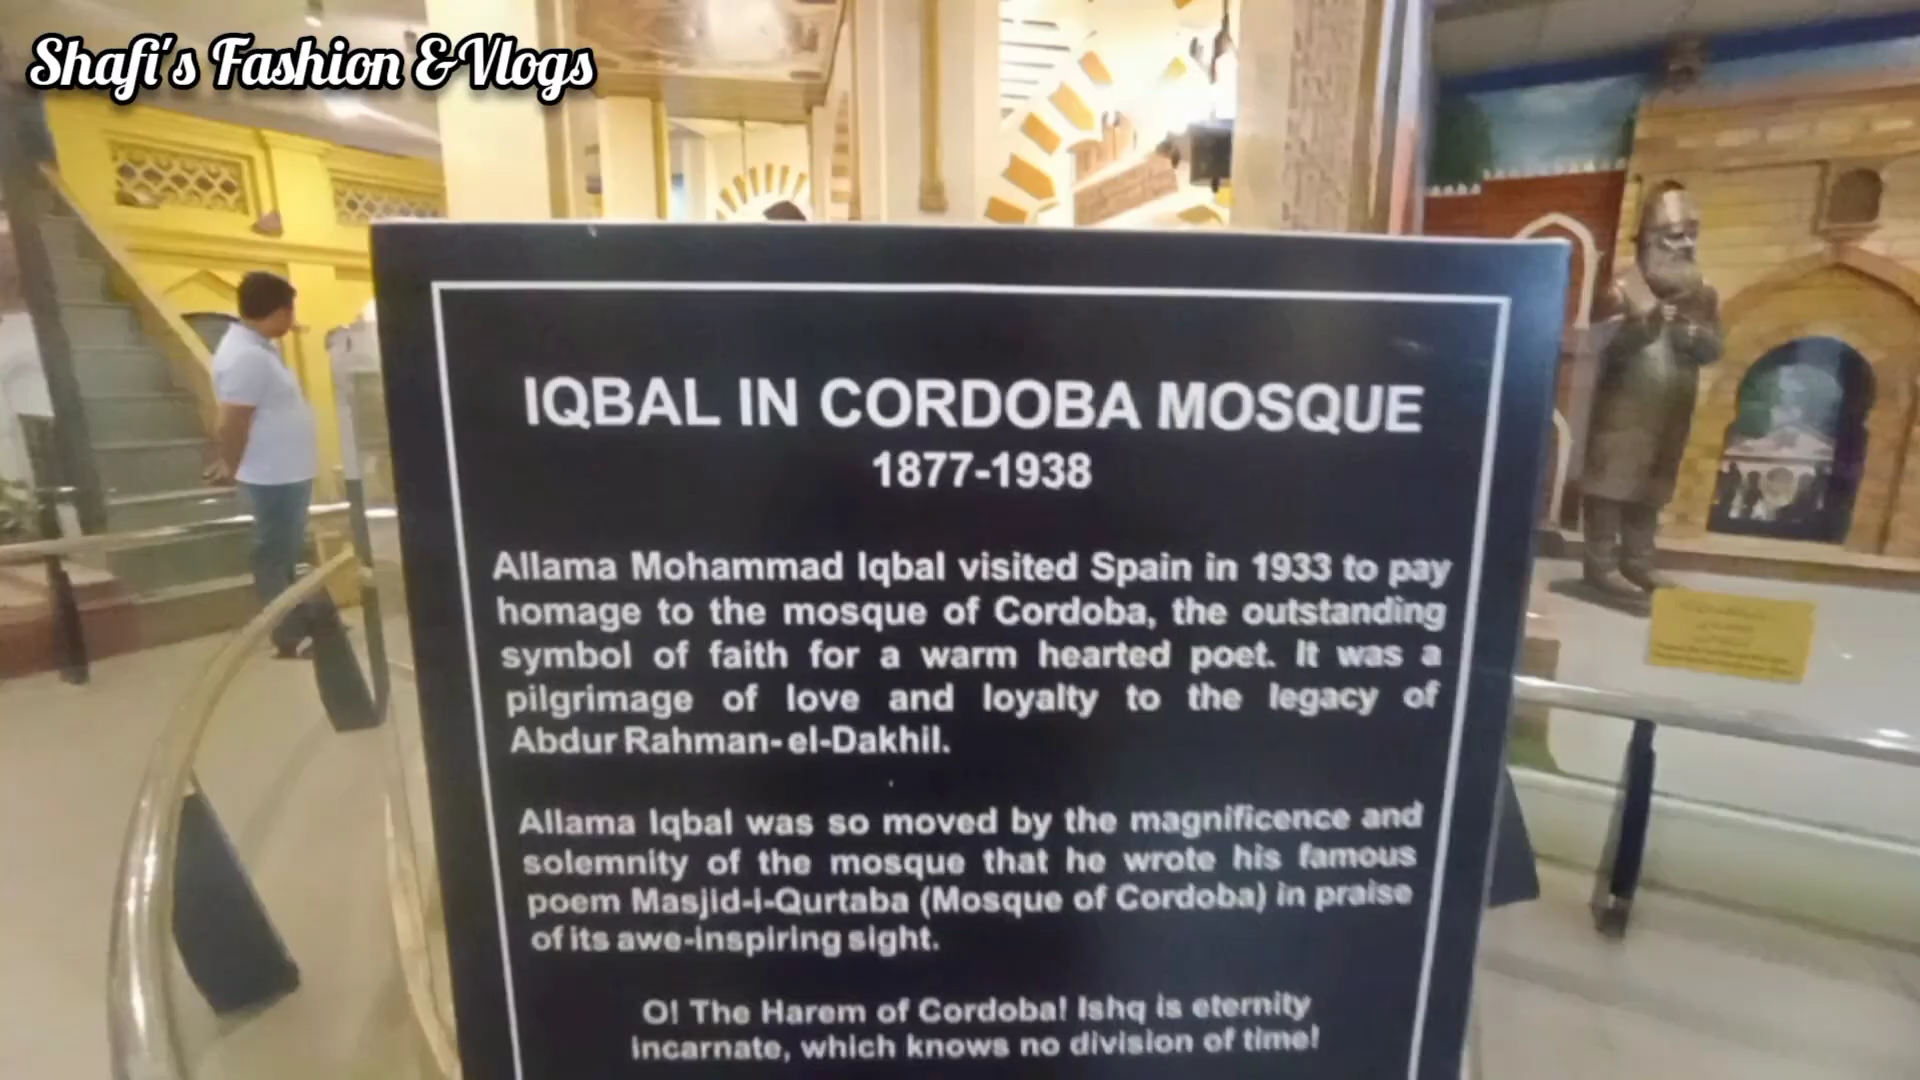 Shafi's Fashion & Vlogs
IQBAL IN CORDOBA MOSQUE
1877-1938
Allama Mohammad Iqbal visited Spain in 1933 to pay
homage to the mosque of Cordoba, the outstanding
symbol of faith for a warm hearted poet. It was a
pilgrimage of love and loyalty to the legacy of
Abdur Rahman-el-Dakhil.
Allama Iqbal was so moved by the magnificence and
solemnity of the mosque that he wrote his famous
poem Masjid-i-Qurtaba (Mosque of Cordoba) in praise
of its awe-inspiring sight.
O! The Harem of Cordoba! Ishq is eternity
incarnate, which knows no division of time!